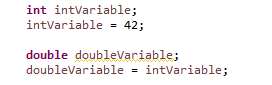 int intVariable;
intVariable = 42;
double doubleVariable;
doubleVariable = intVariable;